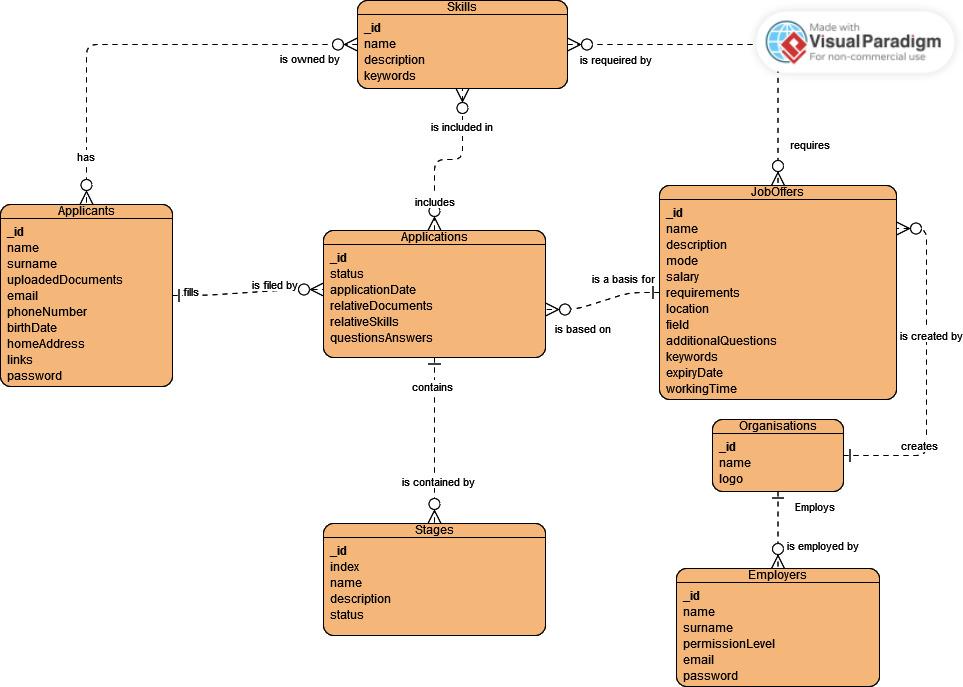 Skills
_id
name
description
keywords
Made with
VisualParadigm
For non-commercial use
is owned by
is requeired by
is included in
has
requires
includes
Applicants
_id
name
surname
uploadedDocuments
email
phoneNumber
birthDate
homeAddress
links
password
fills
is filed by
Applications
_id
status
applicationDate
relativeDocuments
relativeSkills
questionsAnswers
is a basis for
is based on
JobOffers
_id
name
description
mode
salary
requirements
location
field
additionalQuestions
keywords
expiryDate
workingTime
is created by
creates
contains
is contained by
Organisations
_id
name
logo
Employs
is employed by
Stages
_id
index
name
description
status
Employers
_id
name
surname
permissionLevel
email
password